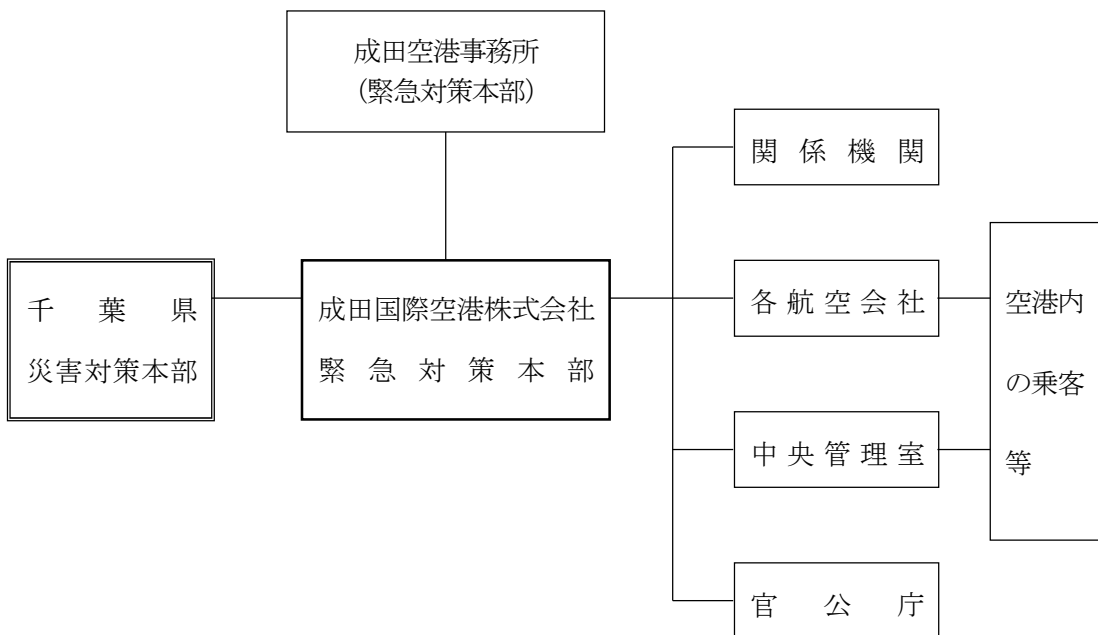 成田空港事務所
(緊急対策本部)
関係機関
千葉県
災害対策本部
成田国際空港株式会社
緊急対策本部
各航空会社
中央管理室
官公庁
空港内
の乗客
等